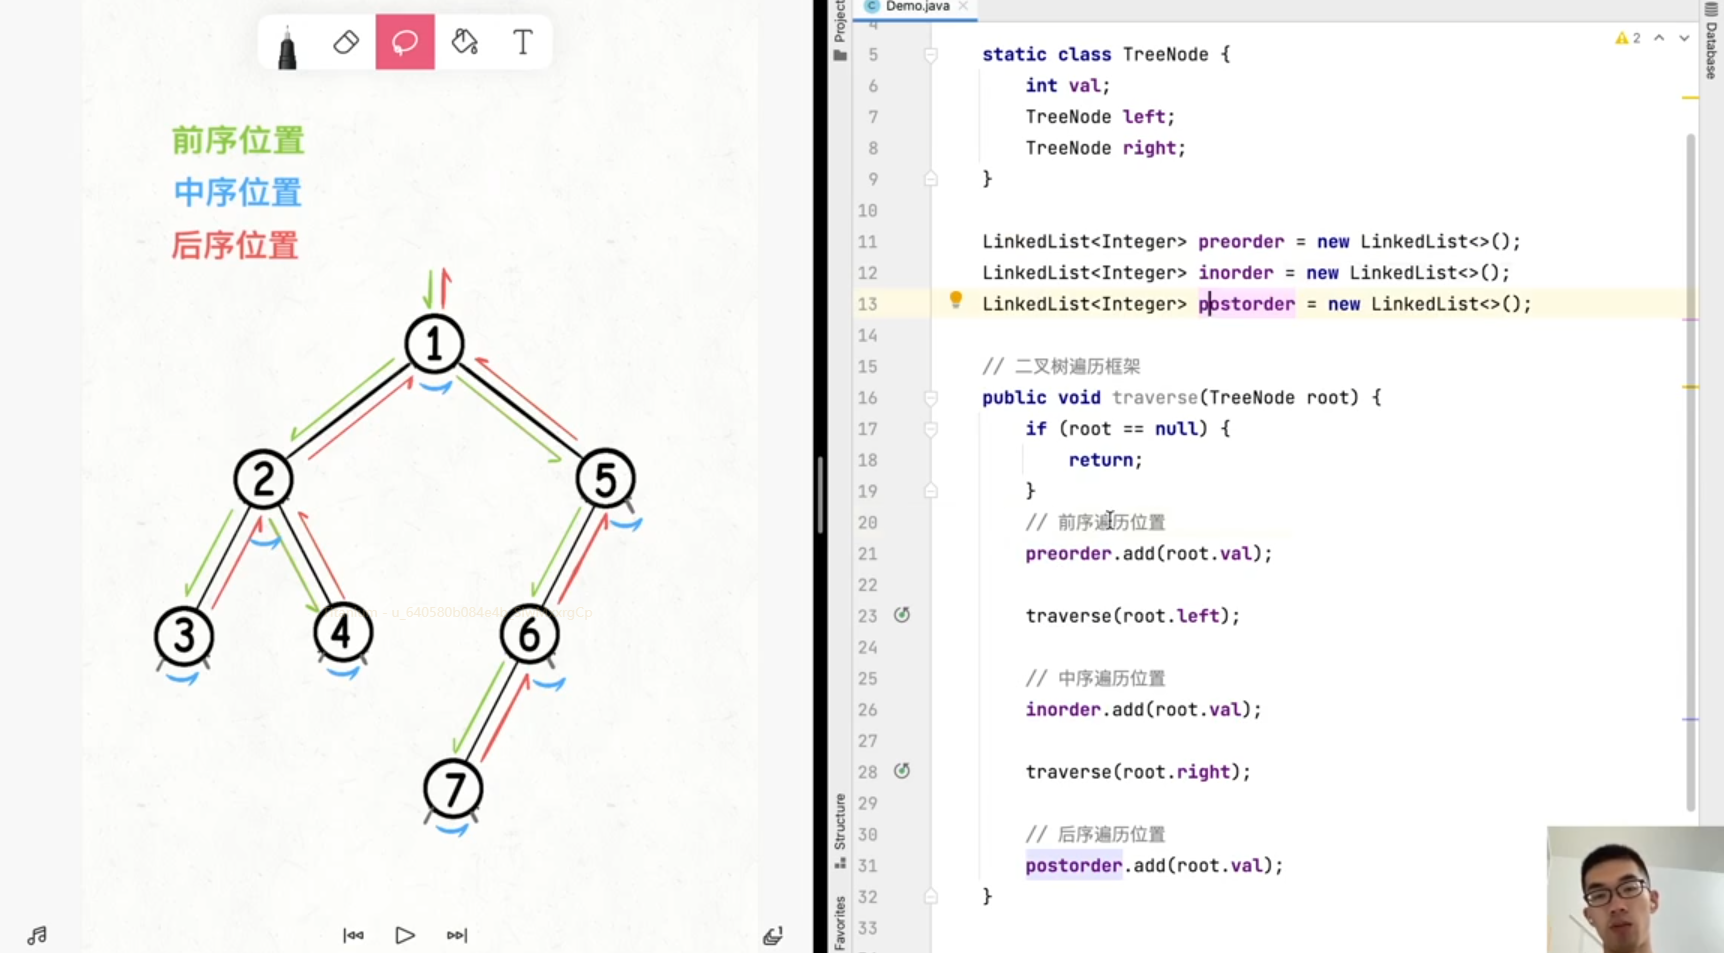 T
前序位置
中序位置
后序位置
1
2
5
3
4
6
7
Demo.java
Project
Database
2
4
5 static class TreeNode {
6 int val;
7 TreeNode left;
8 TreeNode right;
9 }
10
11 LinkedList<Integer> preorder = new LinkedList<>();
12 LinkedList<Integer> inorder = new LinkedList<>();
13 LinkedList<Integer> postorder = new LinkedList<>();
14
15 // 二叉树遍历框架
16 public void traverse(TreeNode root) {
17 if (root == null) {
18 return;
19 }
20 // 前序遍历位置
21 preorder.add(root.val);
22
23 traverse(root.left);
24
25 // 中序遍历位置
26 inorder.add(root.val);
27
28 traverse(root.right);
29
30 // 后序遍历位置
31 postorder.add(root.val);
32 }
33
Structure
Favorites